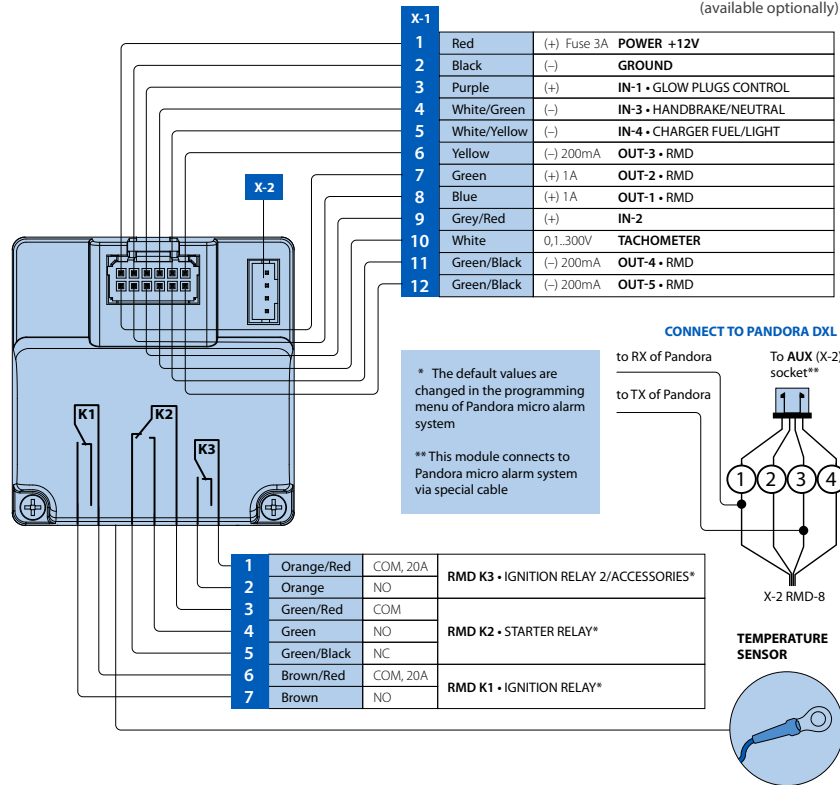 (available optionally)
X-1
1 Red (+) Fuse 3A POWER +12V
2 Black (–) GROUND
3 Purple (+) IN-1 • GLOW PLUGS CONTROL
4 White/Green (–) IN-3 • HANDBRAKE/NEUTRAL
5 White/Yellow (–) IN-4 • CHARGER FUEL/LIGHT
6 Yellow (–) 200mA OUT-3 • RMD
7 Green (+) 1A OUT-2 • RMD
8 Blue (+) 1A OUT-1 • RMD
9 Grey/Red (+) IN-2
10 White 0,1..300V TACHOMETER
11 Green/Black (–) 200mA OUT-4 • RMD
12 Green/Black (–) 200mA OUT-5 • RMD
X-2
K1
K2
K3
* The default values are
changed in the programming
menu of Pandora micro alarm
system
** This module connects to
Pandora micro alarm system
via special cable
CONNECT TO PANDORA DXL
to RX of Pandora
to TX of Pandora
To AUX (X-2)
socket**
1 2 3 4
X-2 RMD-8
1 Orange/Red COM, 20A RMD K3 • IGNITION RELAY 2/ACCESSORIES*
2 Orange NO
3 Green/Red COM
4 Green NO RMD K2 • STARTER RELAY*
5 Green/Black NC
6 Brown/Red COM, 20A RMD K1 • IGNITION RELAY*
7 Brown NO
TEMPERATURE
SENSOR